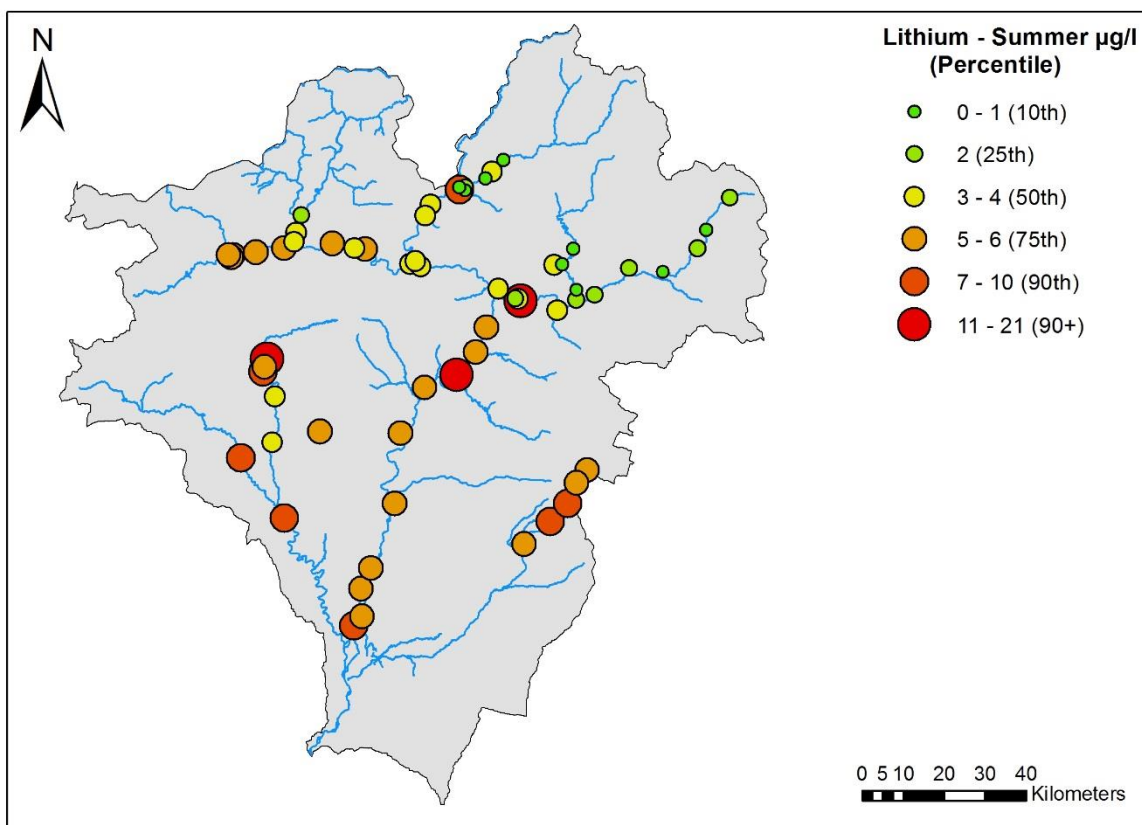 N
Lithium - Summer µg/l
(Percentile)
0 - 1 (10th)
2 (25th)
3 - 4 (50th)
5 - 6 (75th)
7 - 10 (90th)
11 - 21 (90+)
0 5 10 20 30 40
Kilometers